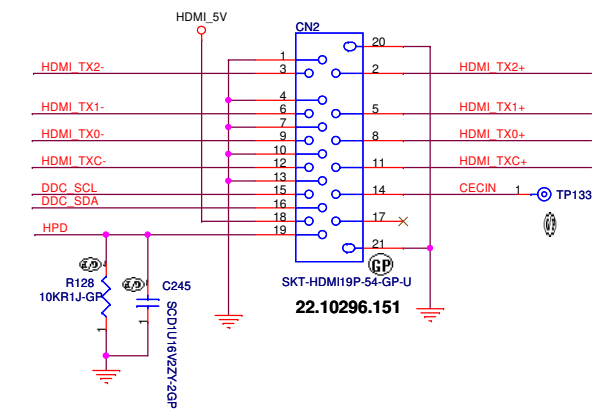 HDMI_5V
CN2
20
1
HDMI_TX2-
3
2
HDMI_TX2+
4
HDMI_TX1-
6
5
HDMI_TX1+
7
HDMI_TX0-
9
8
HDMI_TX0+
10
HDMI_TXC-
12
11
HDMI_TXC+
13
DDC_SCL
15
14
CECIN
1
TP133
DDC_SDA
16
18
17
HPD
19
21
GP
SKT-HDMI19P-54-GP-U
22.10296.151
R128
10KR1J-GP
1
C245
SCD1U16V2ZY-2GP
1